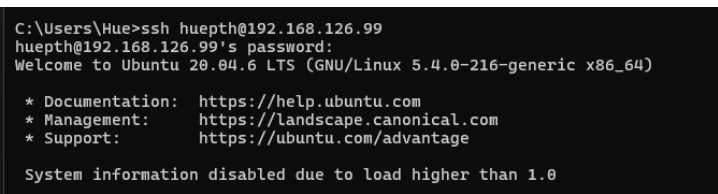 C:\Users\Hue>ssh huepth@192.168.126.99
huepth@192.168.126.99's password:
Welcome to Ubuntu 20.04.6 LTS (GNU/Linux 5.4.0-216-generic x86_64)
* Documentation: https://help.ubuntu.com
* Management: https://landscape.canonical.com
* Support: https://ubuntu.com/advantage
System information disabled due to load higher than 1.0